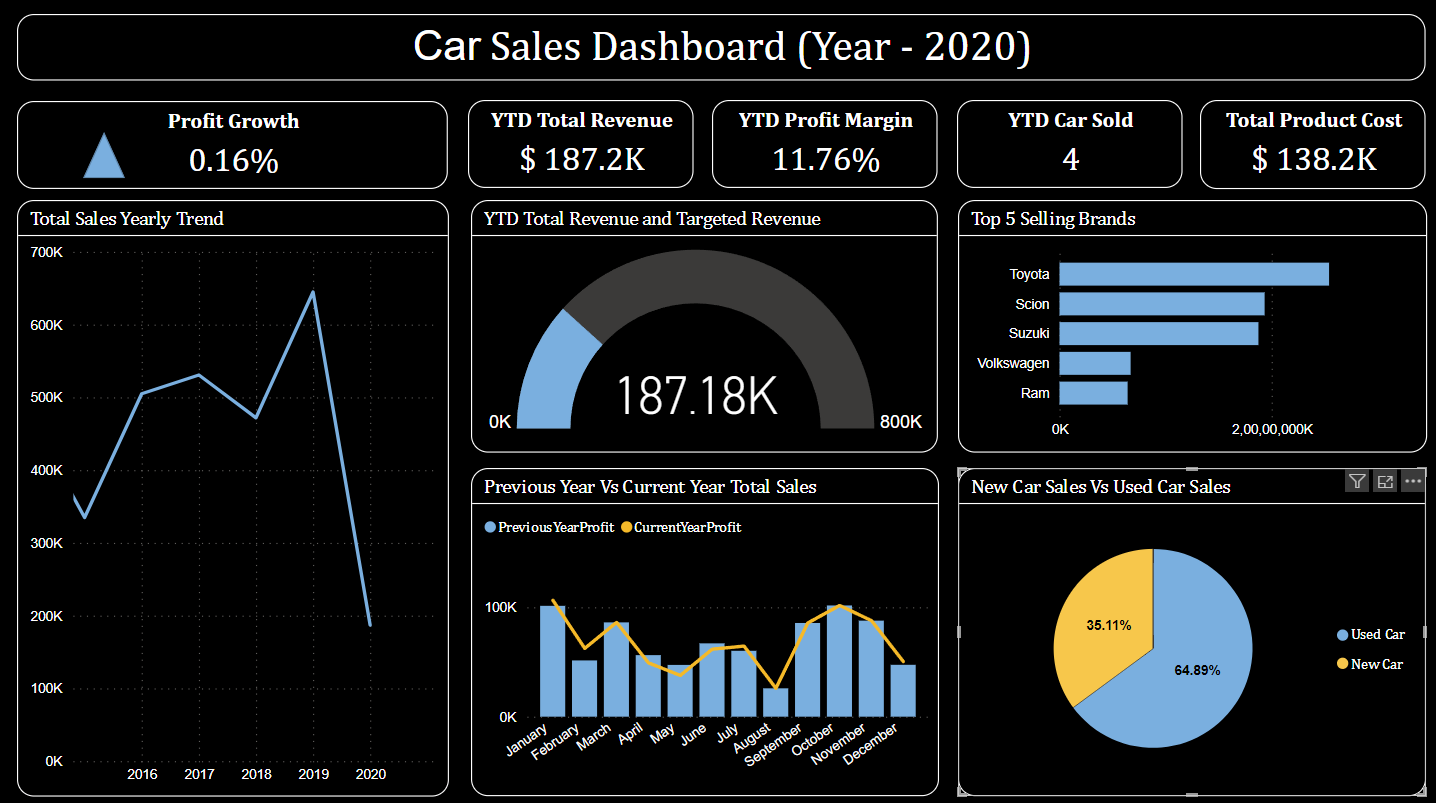 Car Sales Dashboard (Year - 2020)
Profit Growth
0.16%
YTD Total Revenue
$ 187.2K
YTD Profit Margin
11.76%
YTD Car Sold
4
Total Product Cost
$ 138.2K
Total Sales Yearly Trend
700K
600K
500K
400K
300K
200K
100K
0K
2016 2017 2018 2019 2020
YTD Total Revenue and Targeted Revenue
187.18K
0K 800K
Top 5 Selling Brands
Toyota
Scion
Suzuki
Volkswagen
Ram
0K 2,00,00,000K
Previous Year Vs Current Year Total Sales
PreviousYearProfit CurrentYearProfit
100K
0K
January February March April May June July August September October November December
New Car Sales Vs Used Car Sales
35.11%
64.89%
Used Car
New Car